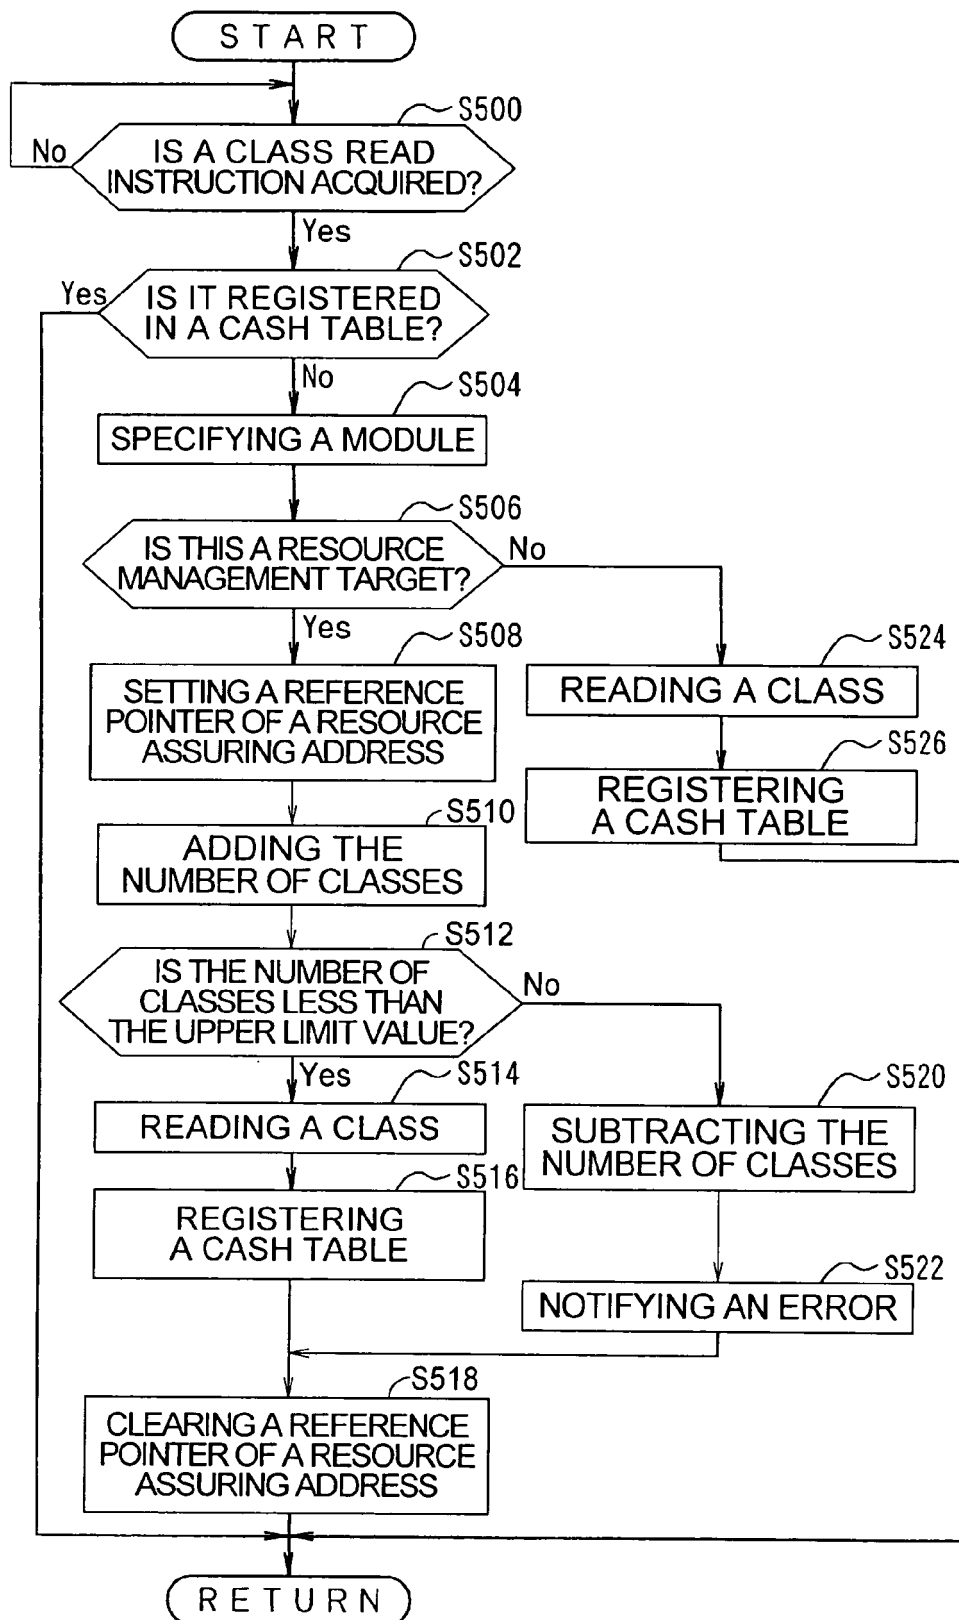 START
S500
IS A CLASS READ
INSTRUCTION ACQUIRED?
No
Yes
S502
IS IT REGISTERED
IN A CASH TABLE?
Yes
No
S504
SPECIFYING A MODULE
S506
IS THIS A RESOURCE
MANAGEMENT TARGET?
No
Yes
S508
SETTING A REFERENCE
POINTER OF A RESOURCE
ASSURING ADDRESS
S524
READING A CLASS
S526
REGISTERING
A CASH TABLE
S510
ADDING THE
NUMBER OF CLASSES
S512
IS THE NUMBER OF
CLASSES LESS THAN
THE UPPER LIMIT VALUE?
No
Yes
S514
READING A CLASS
S516
REGISTERING
A CASH TABLE
S520
SUBTRACTING THE
NUMBER OF CLASSES
S522
NOTIFYING AN ERROR
S518
CLEARING A REFERENCE
POINTER OF A RESOURCE
ASSURING ADDRESS
RETURN